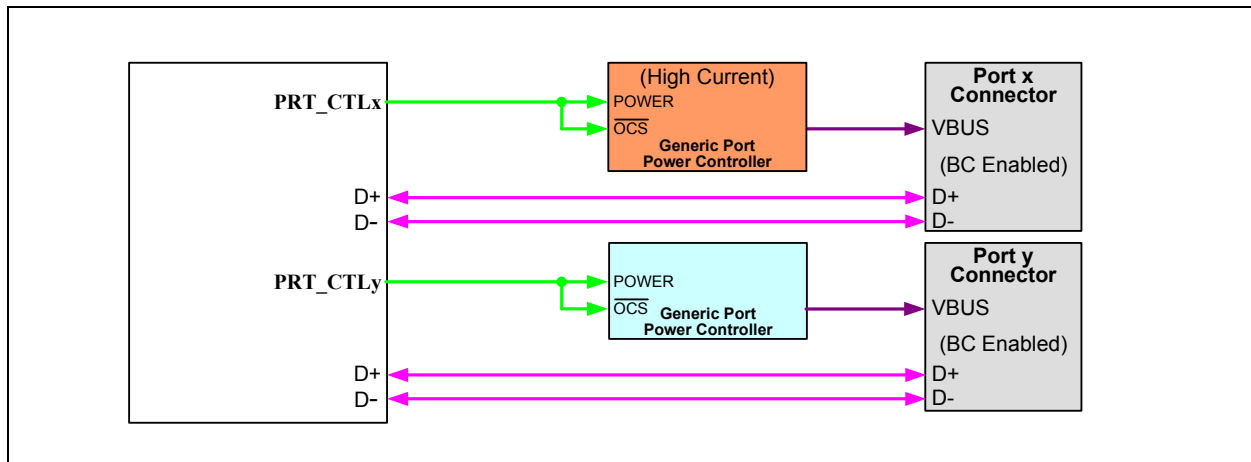 PRT_CTLx
D+
D-
(High Current)
POWER
OCS
Generic Port
Power Controller
Port x
Connector
VBUS
(BC Enabled)
D+
D-
PRT_CTLy
D+
D-
POWER
OCS
Generic Port
Power Controller
Port y
Connector
VBUS
(BC Enabled)
D+
D-